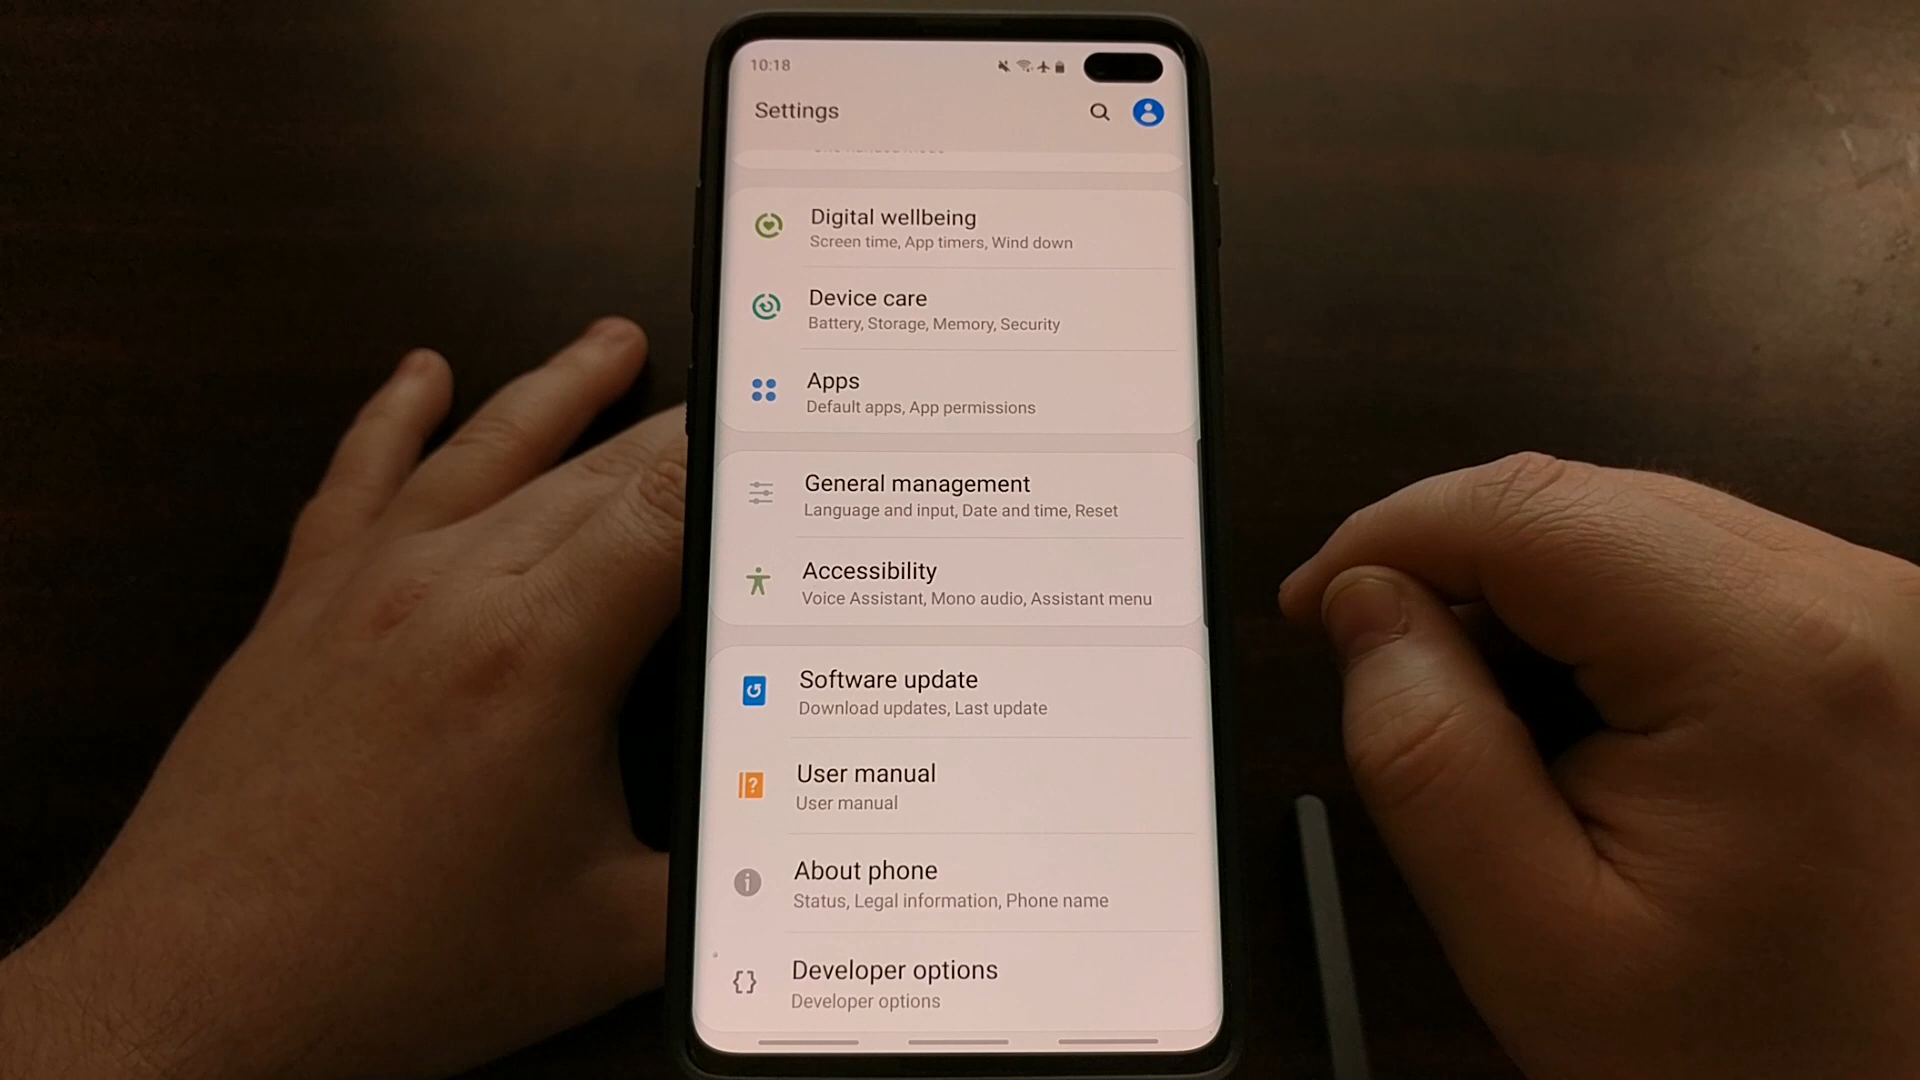 10:18
Settings
Digital wellbeing
Screen time, App timers, Wind down
Device care
Battery, Storage, Memory, Security
Apps
Default apps, App permissions
General management
Language and input, Date and time, Reset
Accessibility
Voice Assistant, Mono audio, Assistant menu
Software update
Download updates, Last update
User manual
User manual
About phone
Status, Legal information, Phone name
Developer options
Developer options